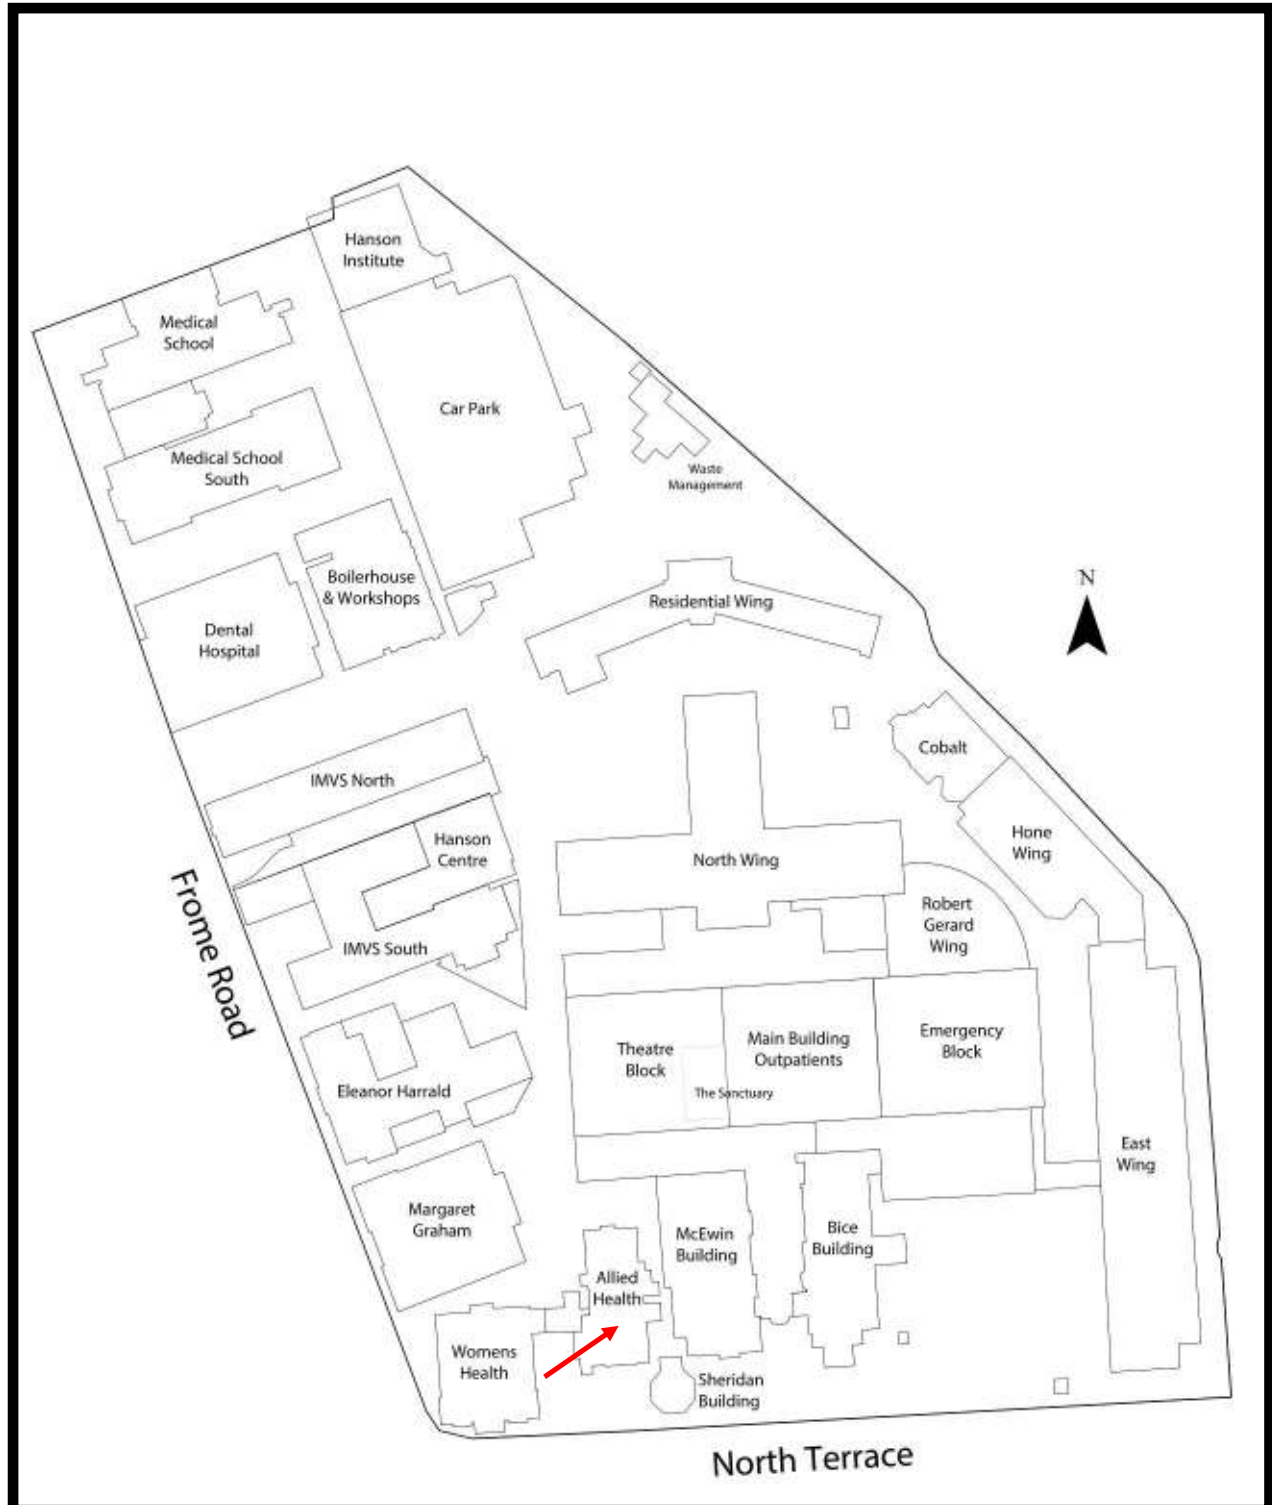 Hanson
Institute
Medical
School
Car Park
Medical School
South
Waste
Management
N
Boilerhouse
& Workshops
Residential Wing
Dental
Hospital
Cobalt
IMVS North
Hone
Wing
Hanson
Centre
North Wing
Frome Road
Robert
Gerard
Wing
IMVS South
Theatre
Block
Main Building
Outpatients
Emergency
Block
The Sanctuary
Eleanor Harrald
East
Wing
Margaret
Graham
McEwin
Building
Bice
Building
Allied
Health
Womens
Health
Sheridan
Building
North Terrace